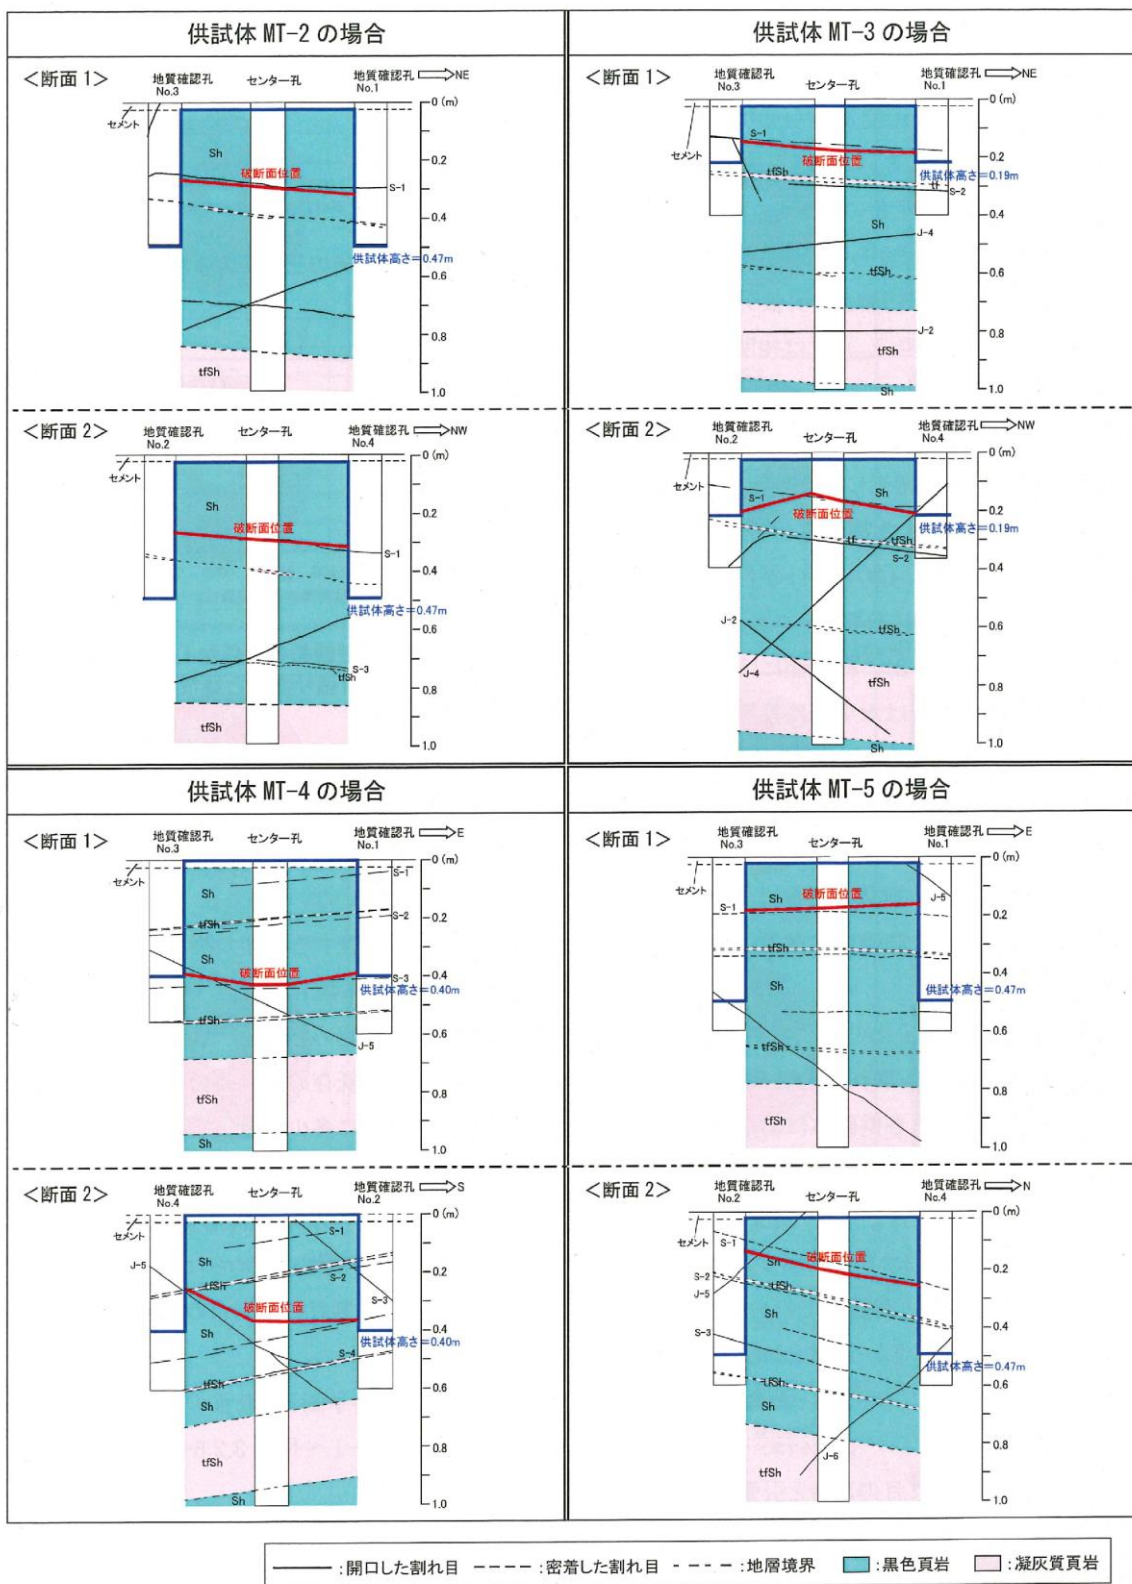 供試体 MT-2 の場合
<断面 1>
地質確認孔
No.3
センター孔
地質確認孔
No.1
NE
0 (m)
セメント
Sh
0.2
破断面位置
S-1
0.4
供試体高さ=0.47m
0.6
0.8
tfSh
1.0
<断面 2>
地質確認孔
No.2
センター孔
地質確認孔
No.4
NW
0 (m)
セメント
Sh
0.2
破断面位置
S-1
0.4
供試体高さ=0.47m
0.6
S-3
tfSh
0.8
tfSh
1.0
供試体 MT-3 の場合
<断面 1>
地質確認孔
No.3
センター孔
地質確認孔
No.1
NE
0 (m)
セメント
S-1
破断面位置
0.2
tfSh
供試体高さ=0.19m
tf
S-2
Sh
0.4
J-4
tfSh
0.6
J-2
0.8
tfSh
Sh
1.0
<断面 2>
地質確認孔
No.2
センター孔
地質確認孔
No.4
NW
0 (m)
セメント
S-1
Sh
破断面位置
0.2
供試体高さ=0.19m
tf
tfSh
S-2
0.4
J-2
0.6
tfSh
J-4
tfSh
0.8
Sh
1.0
供試体 MT-4 の場合
<断面 1>
地質確認孔
No.3
センター孔
地質確認孔
No.1
E
0 (m)
セメント
S-1
Sh
S-2
0.2
tfSh
Sh
破断面位置
S-3
0.4
供試体高さ=0.40m
tfSh
J-5
0.6
tfSh
0.8
Sh
1.0
<断面 2>
地質確認孔
No.4
センター孔
地質確認孔
No.2
S
0 (m)
セメント
S-1
Sh
J-5
S-2
0.2
tfSh
破断面位置
S-3
Sh
0.4
供試体高さ=0.40m
S-4
tfSh
0.6
Sh
tfSh
0.8
Sh
1.0
供試体 MT-5 の場合
<断面 1>
地質確認孔
No.3
センター孔
地質確認孔
No.1
E
0 (m)
セメント
J-5
Sh
破断面位置
S-1
0.2
tfSh
0.4
Sh
供試体高さ=0.47m
0.6
tfSh
0.8
tfSh
1.0
<断面 2>
地質確認孔
No.2
センター孔
地質確認孔
No.4
N
0 (m)
セメント
S-1
破断面位置
Sh
S-2
tfSh
0.2
J-5
Sh
0.4
S-3
供試体高さ=0.47m
tfSh
0.6
Sh
0.8
J-5
tfSh
1.0
:開口した割れ目 :密着した割れ目 :地層境界 :黒色頁岩 :凝灰質頁岩